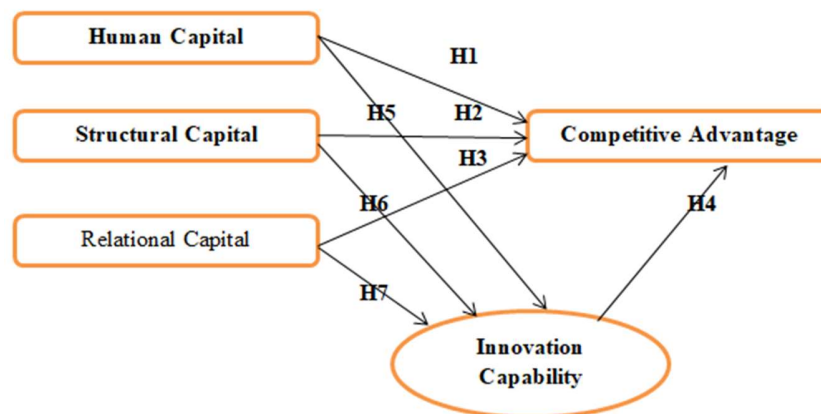 Human Capital
H1
H5
H2
Structural Capital
Competitive Advantage
H3
H6
H4
Relational Capital
H7
Innovation
Capability